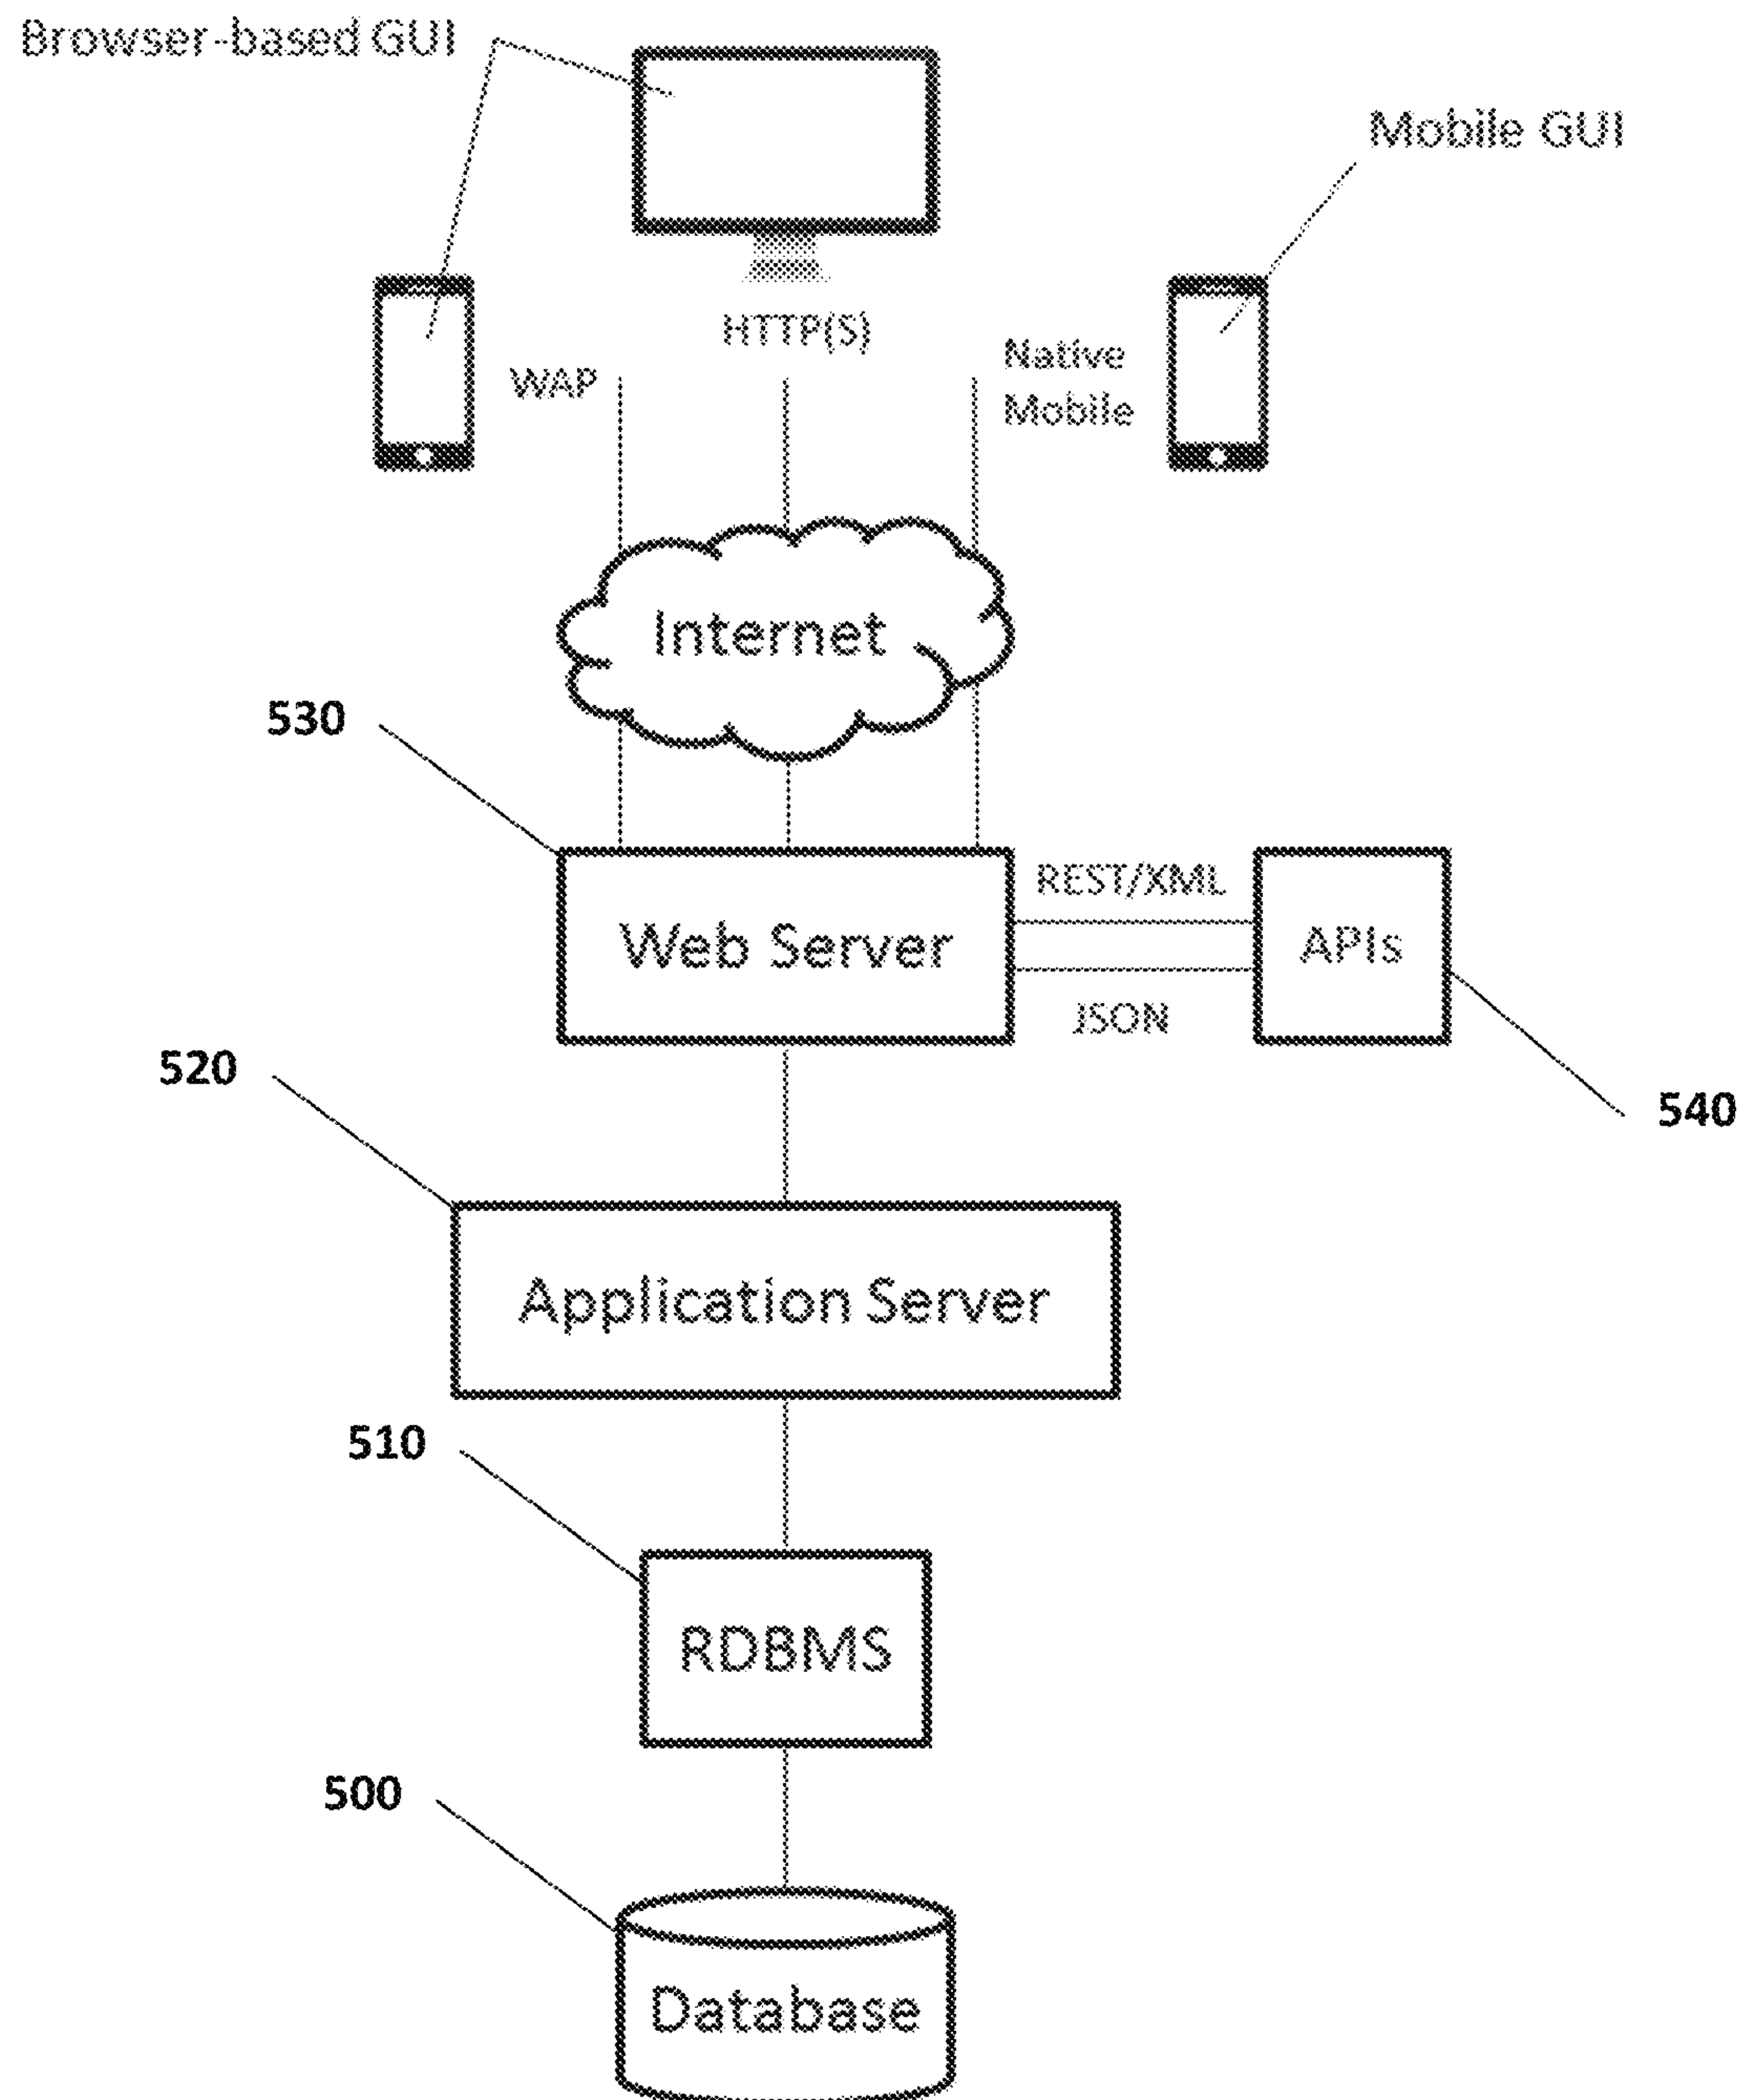 Browser-based GUI
Mobile GUI
HTTP(S)
WAP
Native
Mobile
Internet
530
REST/XML
Web Server
APIs
JSON
520
540
Application Server
510
RDBMS
500
Database